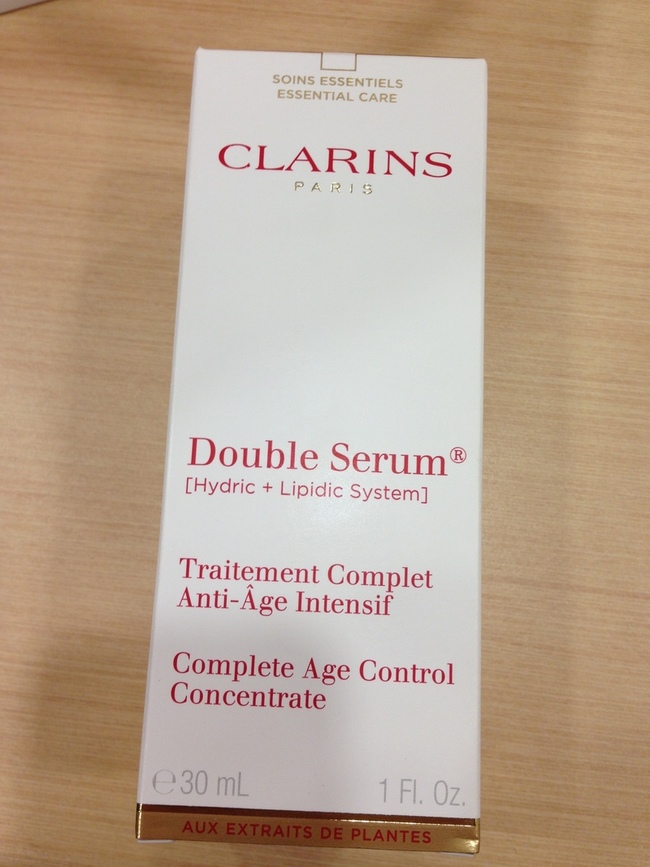 SOINS ESSENTIELS
ESSENTIAL CARE
CLARINS
PARIS
Double Serum®
[Hydric + Lipidic System]
Traitement Complet
Anti-Âge Intensif
Complete Age Control
Concentrate
℮30 mL 1 Fl. Oz.
AUX EXTRAITS DE PLANTES